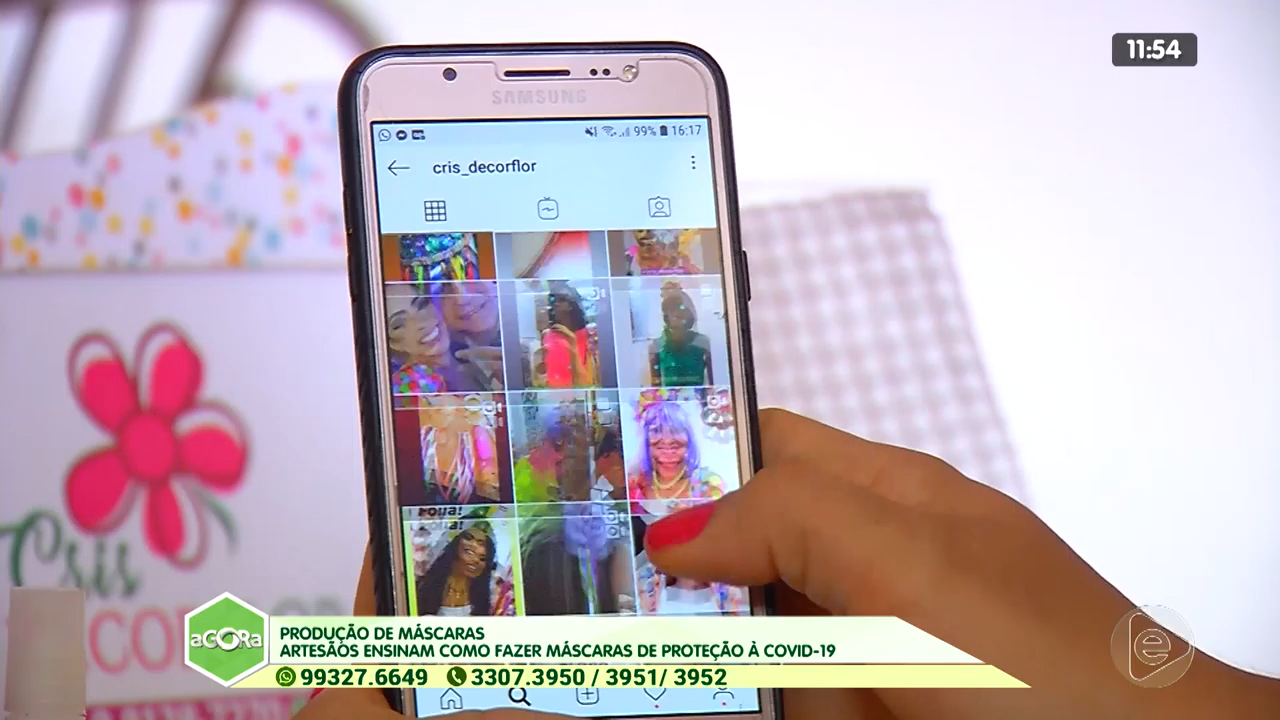 11:54
SAMSUNG
99% 16:17
cris_decorflor
Folia!
Cris
aGORa
PRODUÇÃO DE MÁSCARAS
ARTESÃOS ENSINAM COMO FAZER MÁSCARAS DE PROTEÇÃO À COVID-19
99327.6649 3307.3950 / 3951/ 3952
e